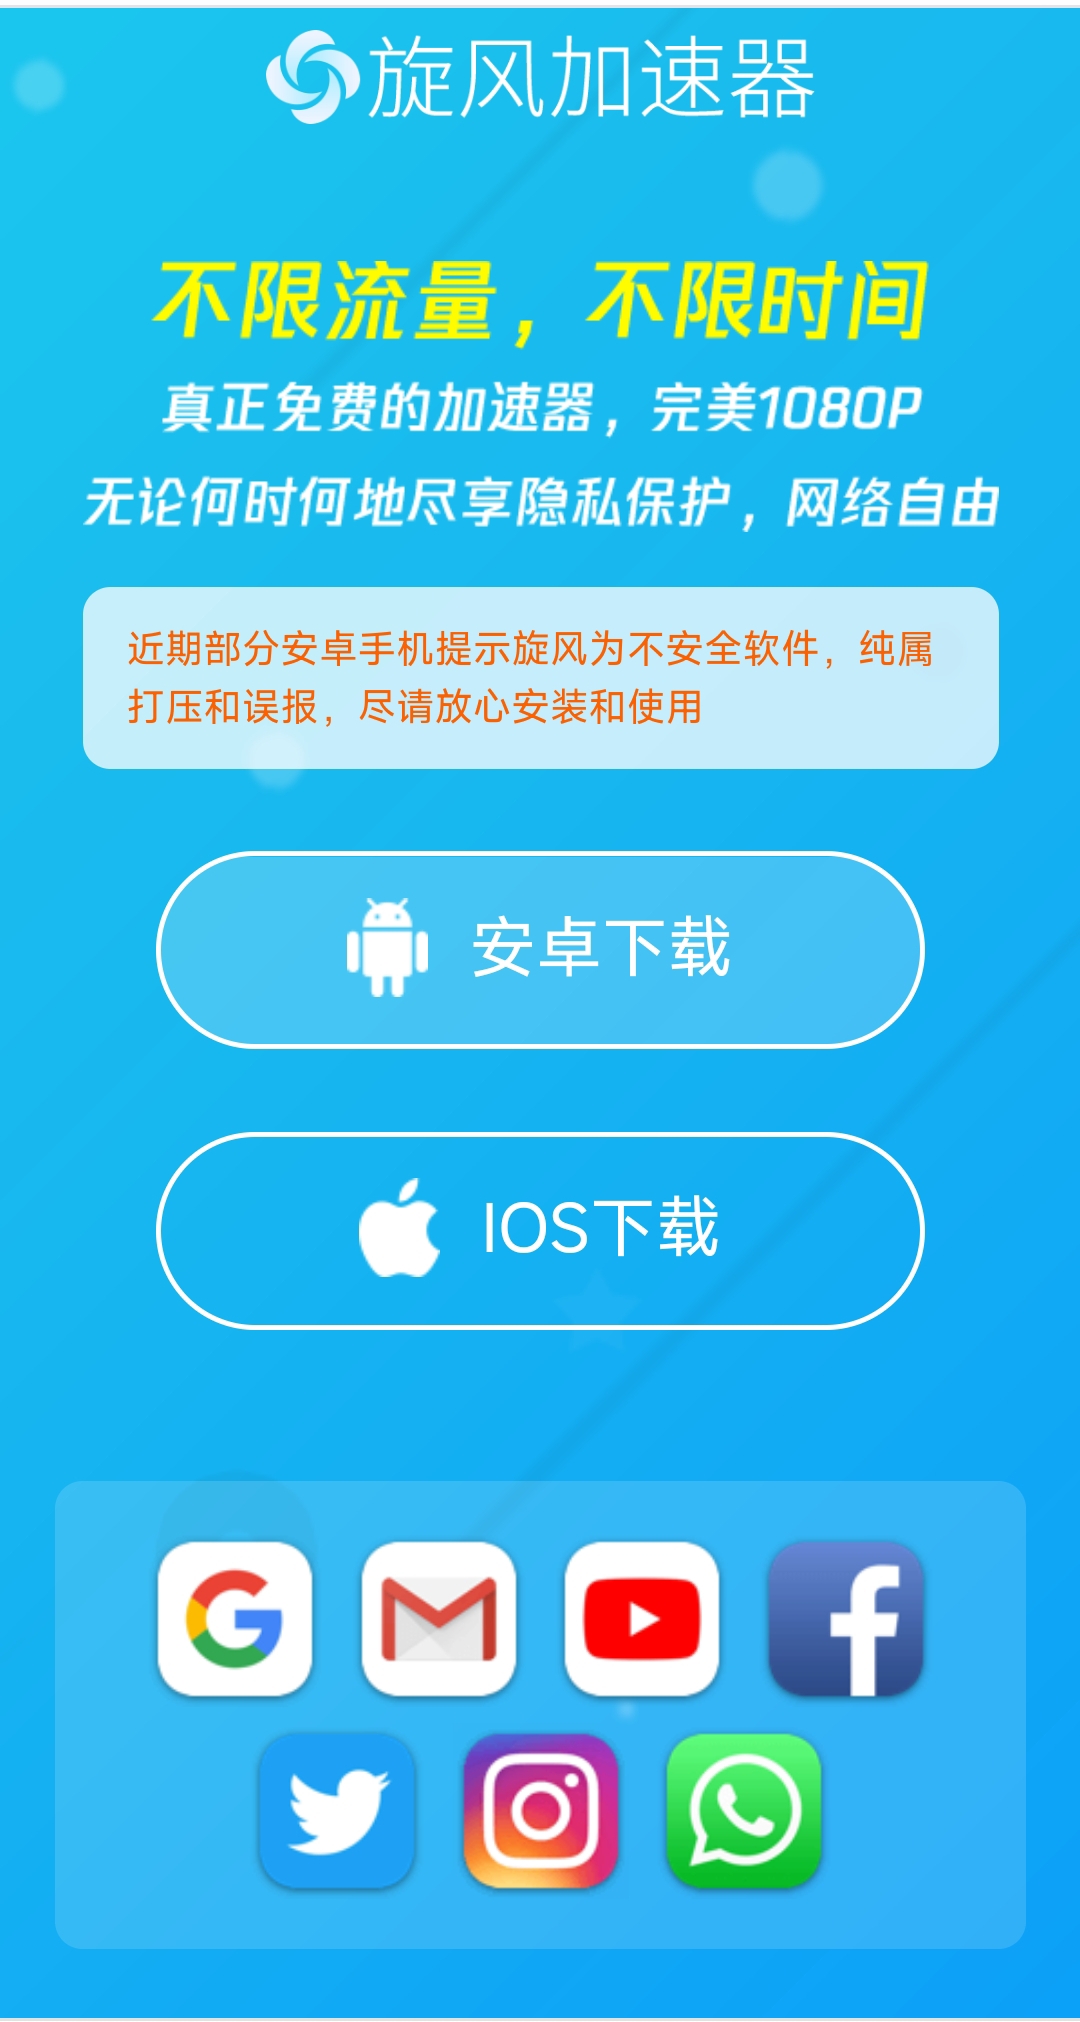 旋风加速器
不限流量，不限时间
真正免费的加速器，完美1080P
无论何时何地尽享隐私保护，网络自由
近期部分安卓手机提示旋风为不安全软件，纯属
打压和误报，尽请放心安装和使用
安卓下载
IOS下载